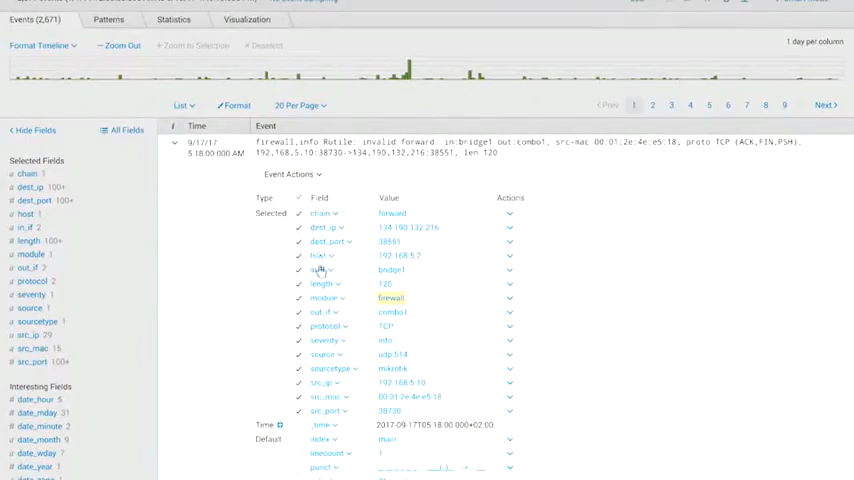 Events (2,671)
Patterns
Statistics
Visualization
Format Timeline
— Zoom Out
+ Zoom to Selection
× Deselect
1 day per column
List
Format
20 Per Page
< Prev
1
2
3
4
5
6
7
8
9
Next >
< Hide Fields
All Fields
i
Time
Event
Selected Fields
a chain 1
a dest_ip 100+
# dest_port 100+
a host 1
a in_if 2
# length 100+
a module 1
a out_if 2
a protocol 2
a severity 1
a source 1
a sourcetype 1
a src_ip 29
a src_mac 15
# src_port 100+
Interesting Fields
# date_hour 5
# date_mday 31
# date_minute 2
a date_month 9
a date_wday 7
# date_year 1
9/17/17
5:18:00.000 AM
firewall,info Rutile: invalid forward: in:bridge1 out:combo1, src-mac 00:01:2e:4e:e5:18, proto TCP (ACK,FIN,PSH),
192.168.5.10:38730->134.190.132.216:38551, len 120
Event Actions
Type
Field
Value
Actions
Selected
chain forward
dest_ip 134.190.132.216
dest_port 38551
host 192.168.5.2
bridge1
length 120
module firewall
out_if combo1
protocol TCP
severity info
source udp:514
sourcetype mikrotik
src_ip 192.168.5.10
src_mac 00:01:2e:4e:e5:18
src_port 38730
Time
_time 2017-09-17T05:18:00.000+02:00
Default
index main
linecount 1
punct